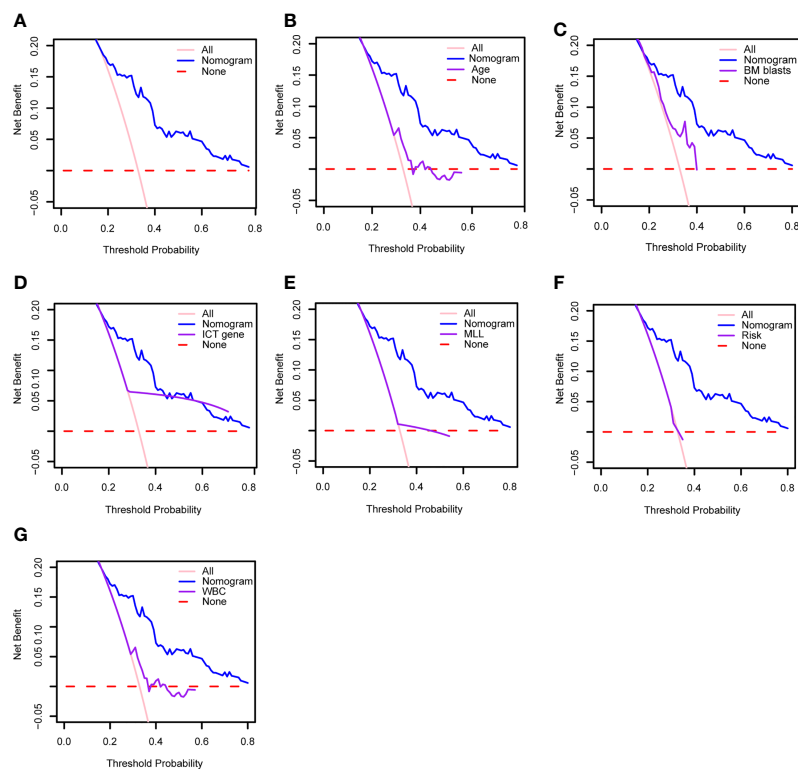 A
0.20
0.15
0.10
0.05
−0.05
Net Benefit
All
Nomogram
None
0.0 0.2 0.4 0.6 0.8
Threshold Probability
B
0.20
0.15
0.10
0.05
−0.05
Net Benefit
All
Nomogram
Age
None
0.0 0.2 0.4 0.6 0.8
Threshold Probability
C
0.20
0.15
0.10
0.05
−0.05
Net Benefit
All
Nomogram
BM blasts
None
0.0 0.2 0.4 0.6 0.8
Threshold Probability
D
0.20
0.15
0.10
0.05
−0.05
Net Benefit
All
Nomogram
ICT gene
None
0.0 0.2 0.4 0.6 0.8
Threshold Probability
E
0.20
0.15
0.10
0.05
−0.05
Net Benefit
All
Nomogram
MLL
None
0.0 0.2 0.4 0.6 0.8
Threshold Probability
F
0.20
0.15
0.10
0.05
−0.05
Net Benefit
All
Nomogram
Risk
None
0.0 0.2 0.4 0.6 0.8
Threshold Probability
G
0.20
0.15
0.10
0.05
−0.05
Net Benefit
All
Nomogram
WBC
None
0.0 0.2 0.4 0.6 0.8
Threshold Probability